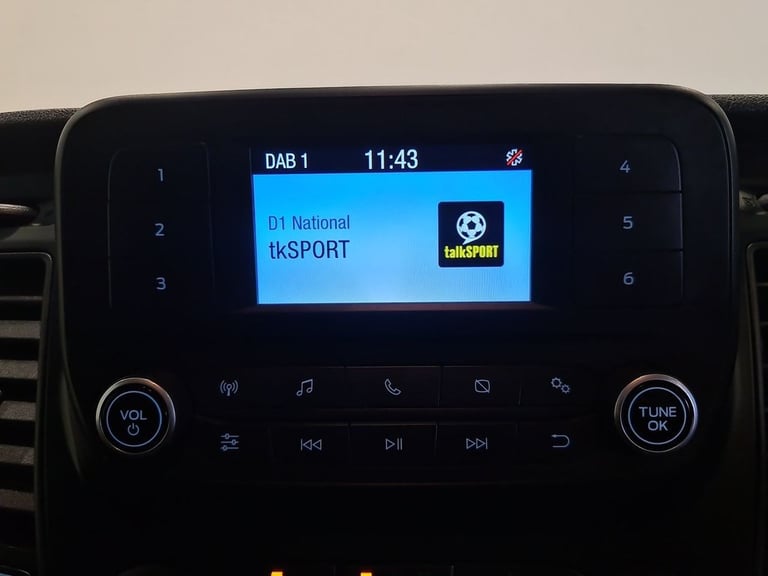 DAB 1 11:43
D1 National
tkSPORT
talkSPORT
1
2
3
4
5
6
VOL
TUNE
OK